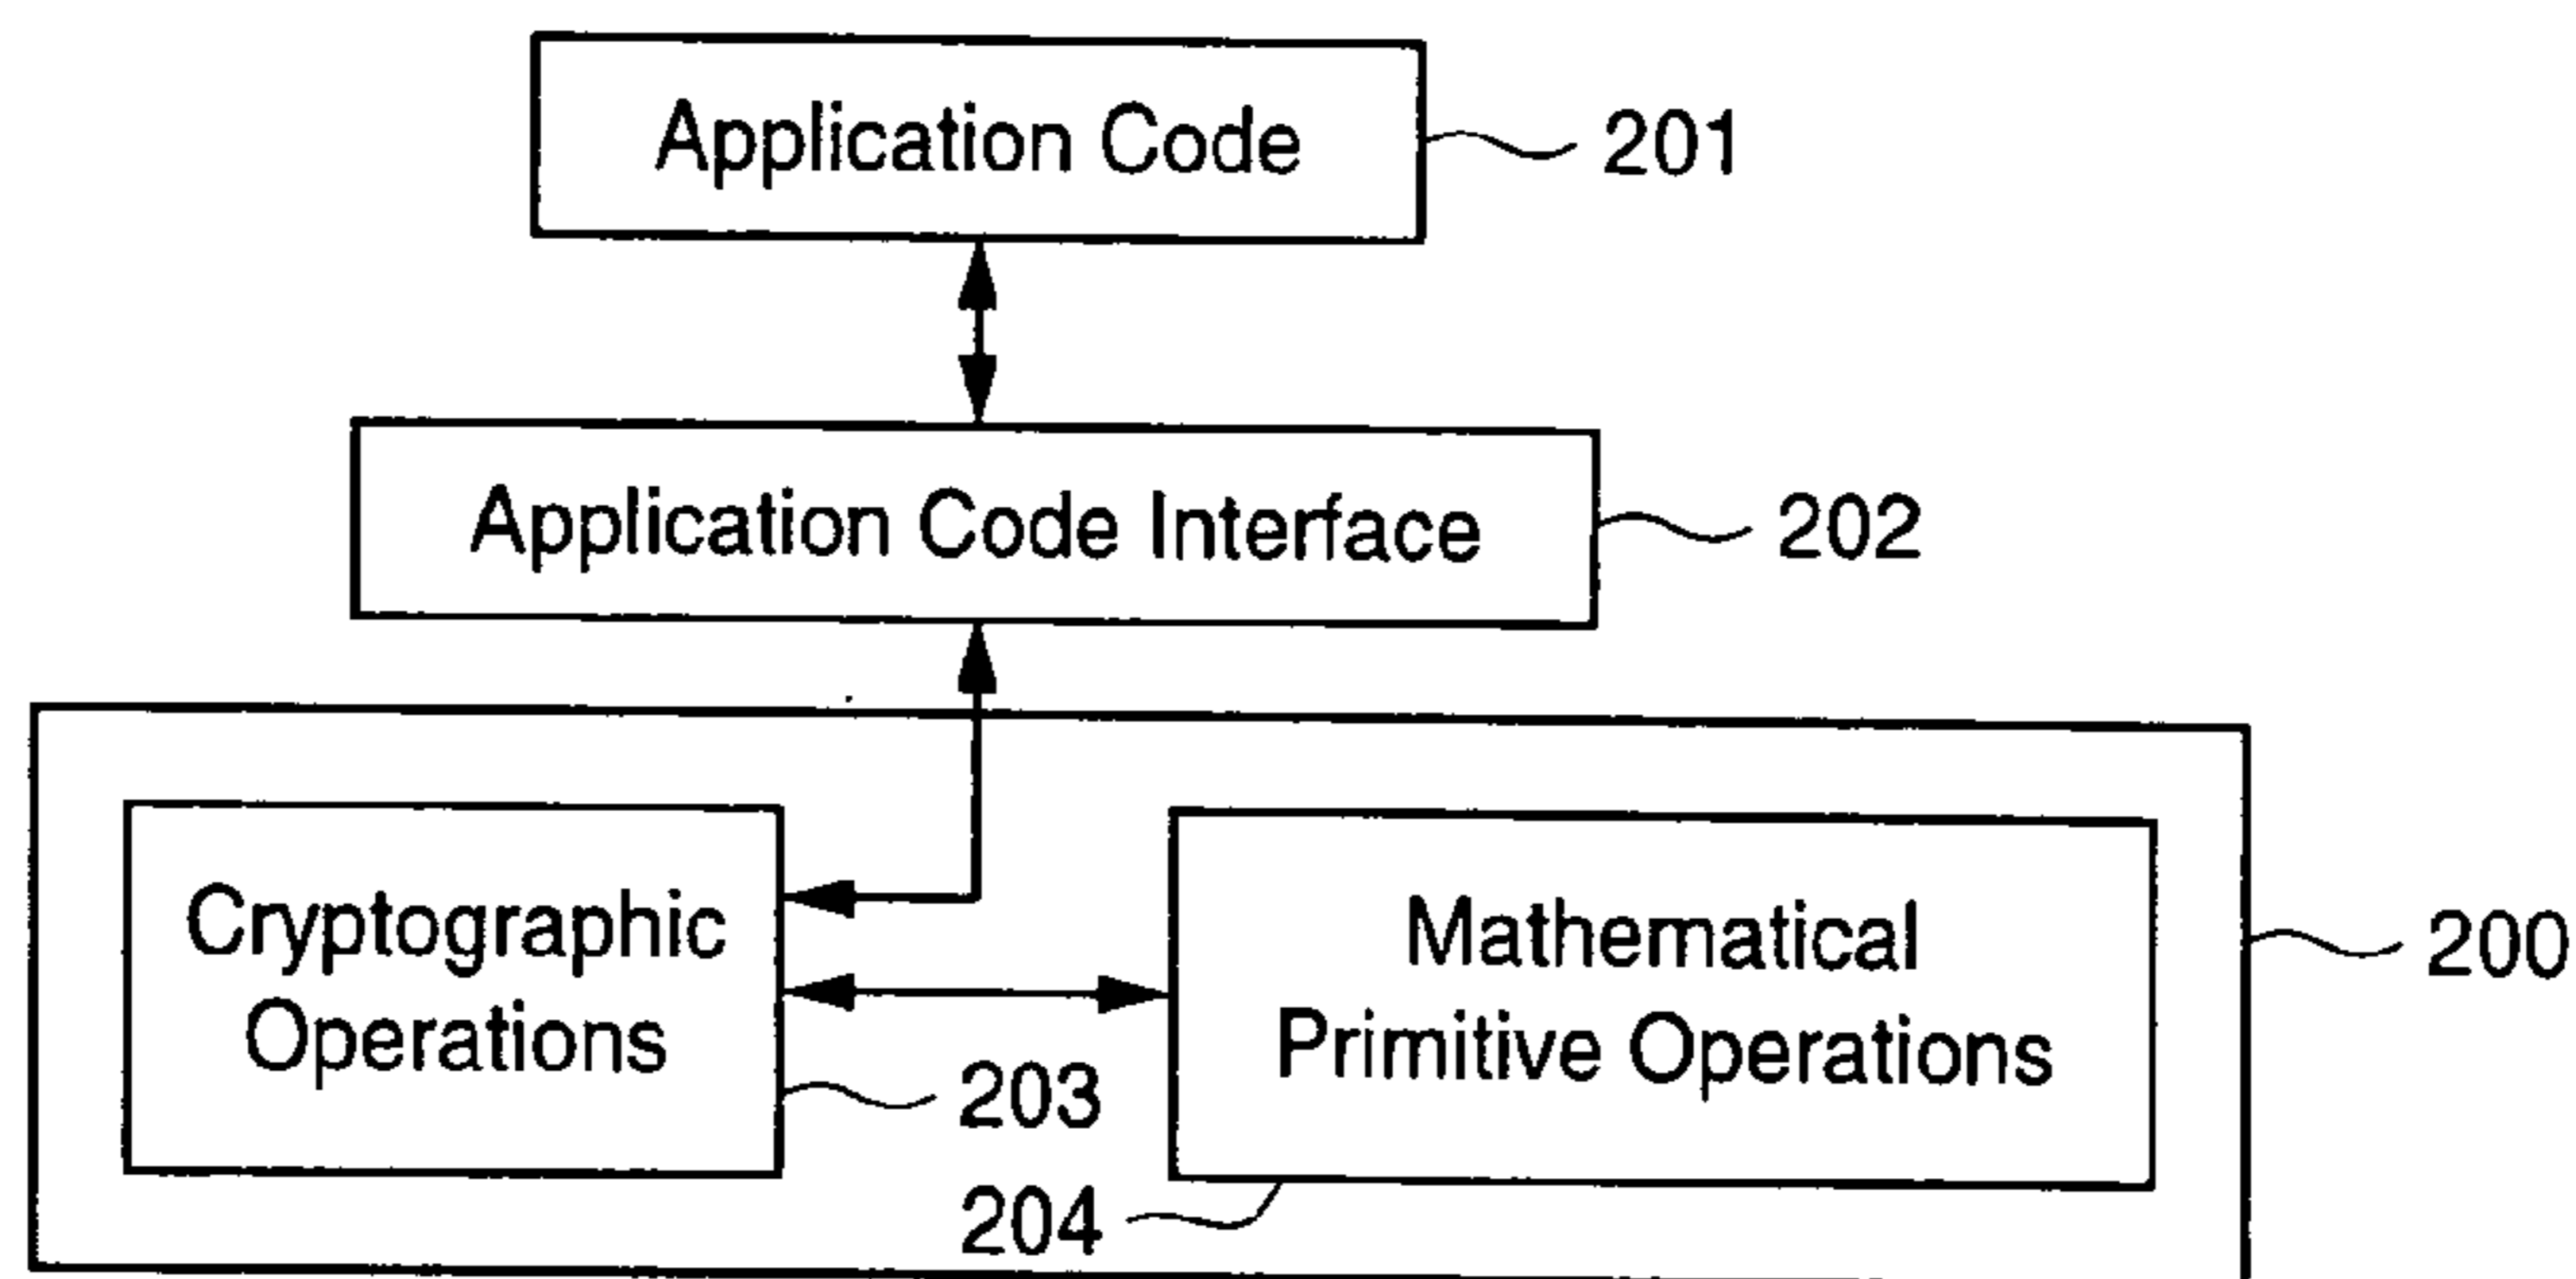 Application Code
201
Application Code Interface
202
Cryptographic
Operations
203
Mathematical
Primitive Operations
204
200